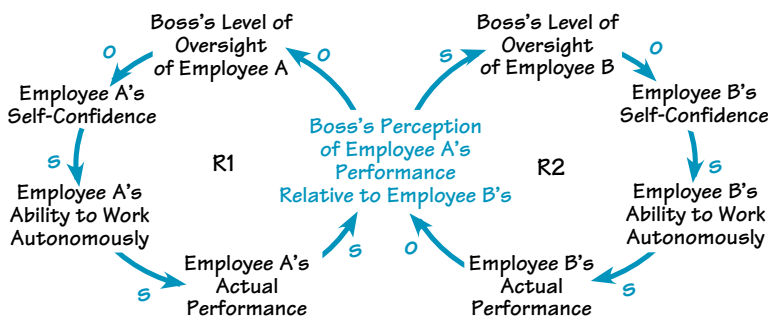 Boss's Level of
Oversight
of Employee A
O
O
Employee A's
Self-Confidence
S
Employee A's
Ability to Work
Autonomously
S
Employee A's
Actual
Performance
S
R1
Boss's Perception
of Employee A's
Performance
Relative to Employee B's
Boss's Level of
Oversight
of Employee B
S
O
Employee B's
Self-Confidence
S
R2
Employee B's
Ability to Work
Autonomously
S
Employee B's
Actual
Performance
O